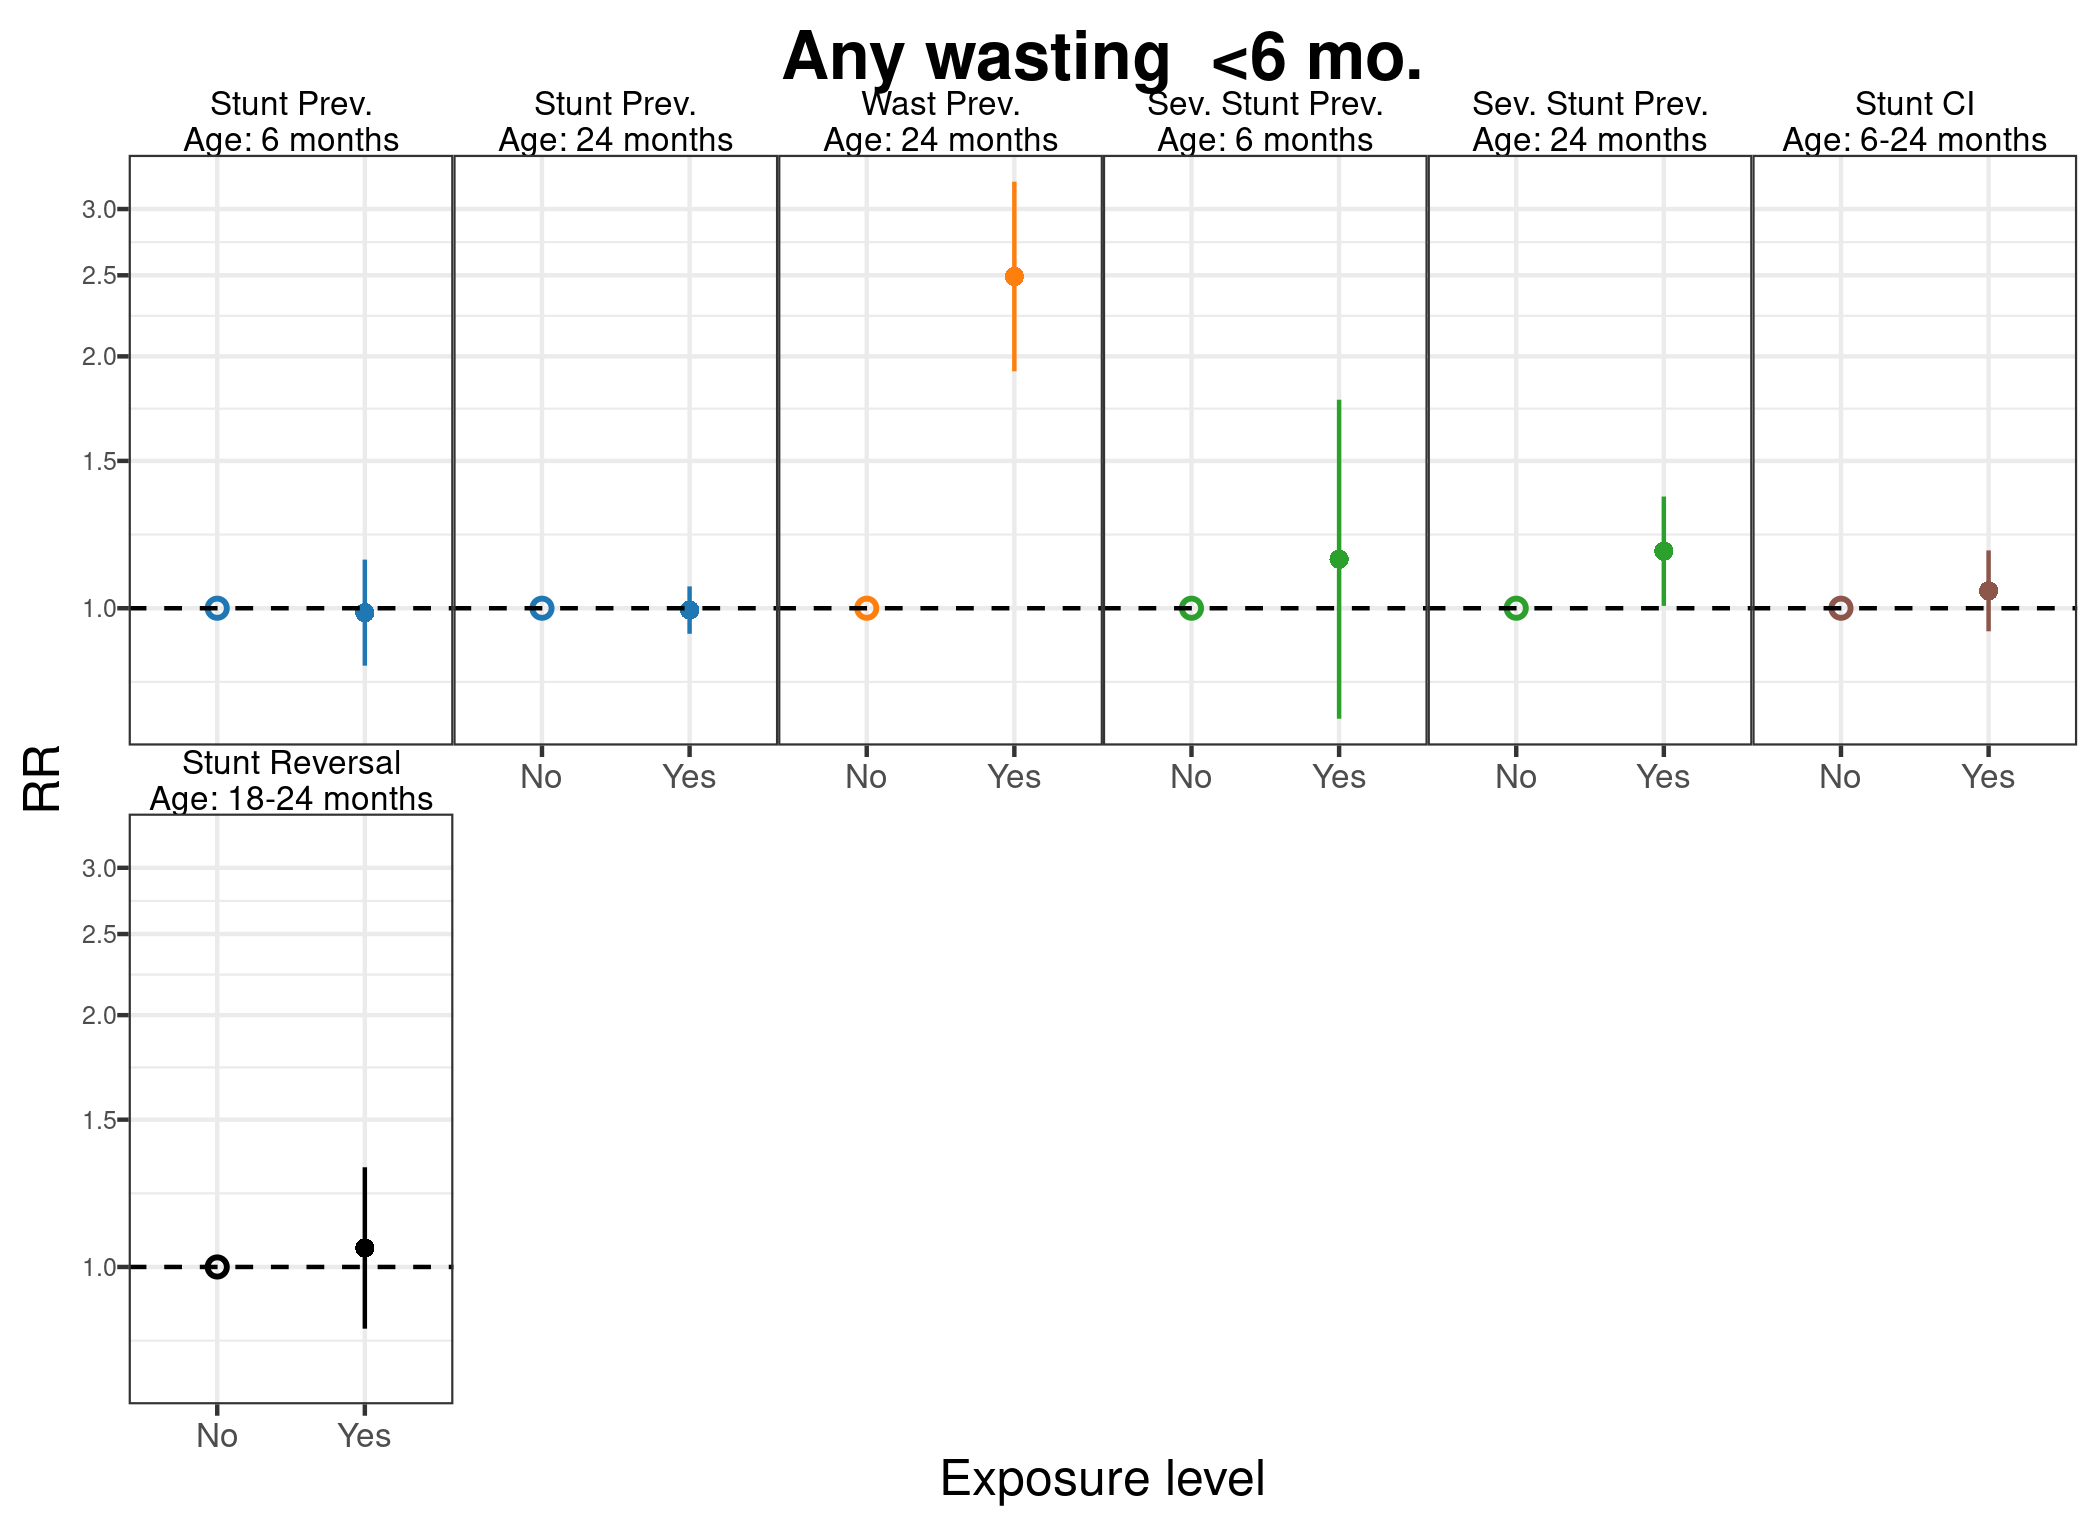 Any wasting  <6 mo.
Stunt Prev.
Age: 6 months
Stunt Prev.
Age: 24 months
Wast Prev.
Age: 24 months
Sev. Stunt Prev.
Age: 6 months
Sev. Stunt Prev.
Age: 24 months
Stunt CI
Age: 6-24 months
3.0
2.5
2.0
1.5
1.0
No Yes
No Yes
No Yes
No Yes
No Yes
RR
Stunt Reversal
Age: 18-24 months
3.0
2.5
2.0
1.5
1.0
No Yes
Exposure level